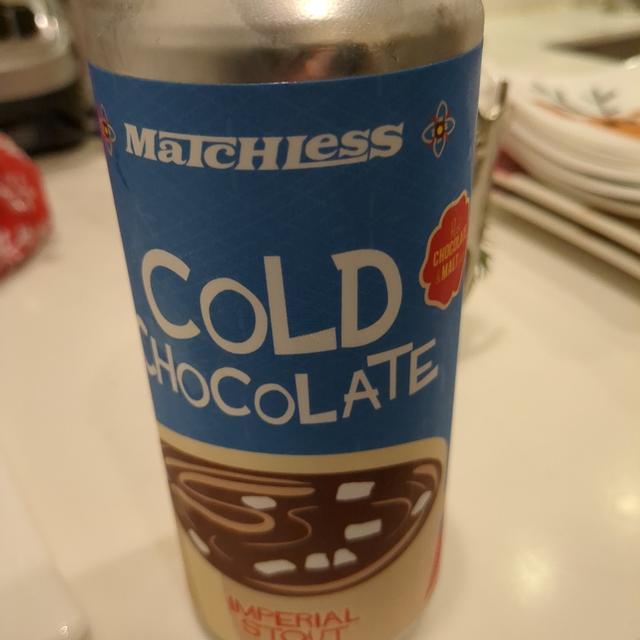 MaTCHLess
COLD
CHOCOLATE
CHOCOLATE
MALT
IMPERIAL
STOUT